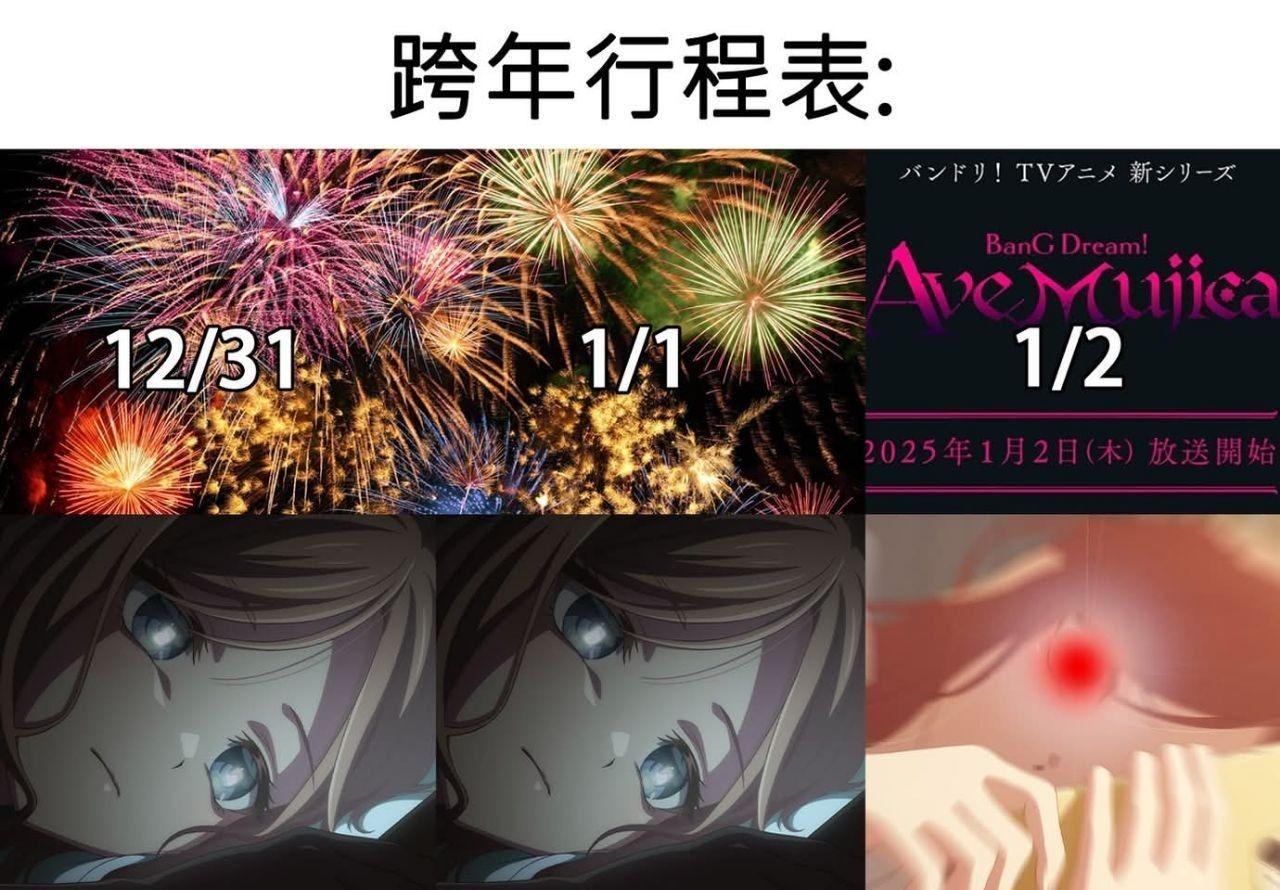 跨年行程表:
バンドリ! TVアニメ 新シリーズ
BanG Dream!
Ave Mujica
12/31
1/1
1/2
2025年1月2日(木) 放送開始